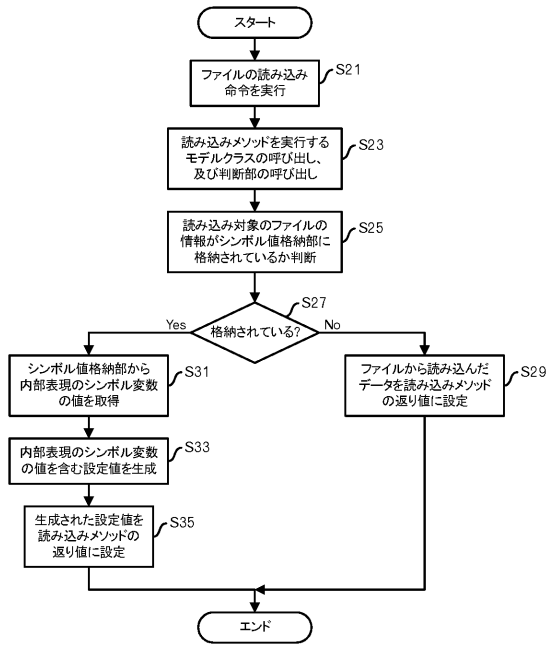 スタート
ファイルの読み込み
命令を実行
S21
読み込みメソッドを実行する
モデルクラスの呼び出し、
及び判断部の呼び出し
S23
読み込み対象のファイルの
情報がシンボル値格納部に
格納されているか判断
S25
格納されている?
S27
Yes
No
シンボル値格納部から
内部表現のシンボル変数
の値を取得
S31
ファイルから読み込んだ
データを読み込みメソッド
の返り値に設定
S29
内部表現のシンボル変数
の値を含む設定値を生成
S33
生成された設定値を
読み込みメソッドの
返り値に設定
S35
エンド